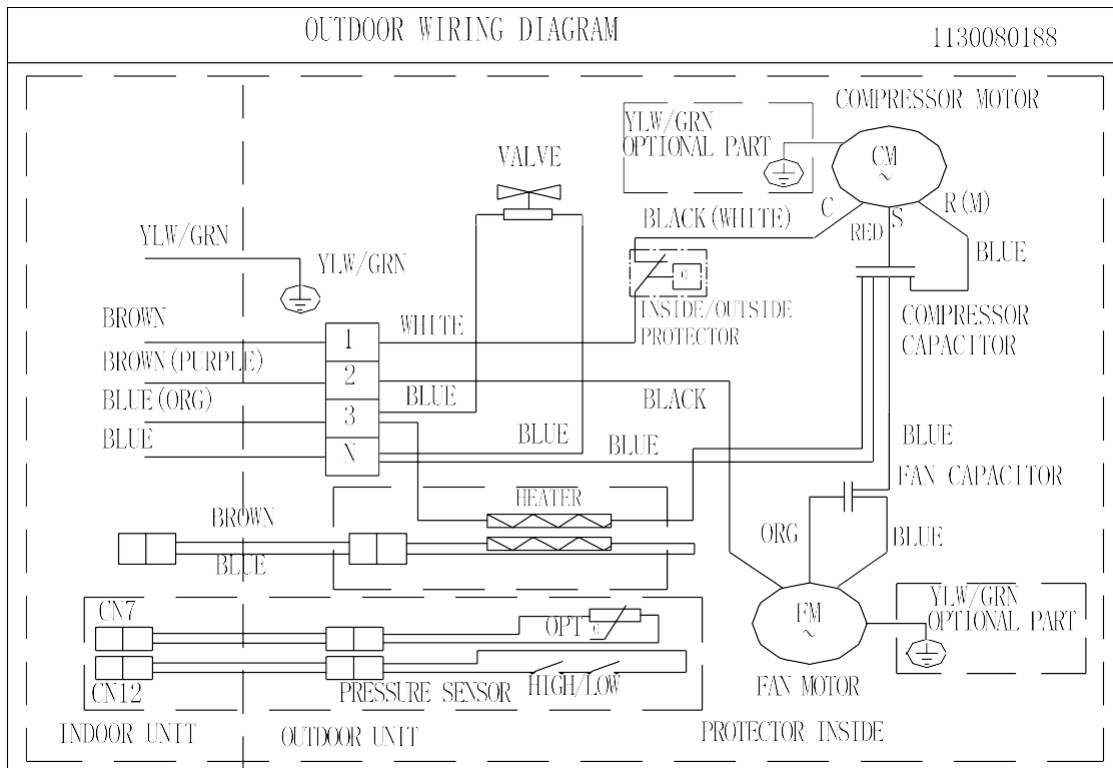 OUTDOOR WIRING DIAGRAM
1130080188
COMPRESSOR MOTOR
YLW/GRN
OPTIONAL PART
CM
~
VALVE
C
S
R(M)
BLACK(WHITE)
RED
BLUE
YLW/GRN
YLW/GRN
INSIDE/OUTSIDE
PROTECTOR
COMPRESSOR
CAPACITOR
BROWN
WHITE
1
BROWN(PURPLE)
2
BLUE(ORG)
BLUE
BLACK
3
BLUE
BLUE
BLUE
BLUE
N
FAN CAPACITOR
HEATER
BROWN
ORG
BLUE
BLUE
YLW/GRN
OPTIONAL PART
CN7
OPT
FM
~
CN12
PRESSURE SENSOR
HIGH/LOW
FAN MOTOR
INDOOR UNIT
OUTDOOR UNIT
PROTECTOR INSIDE